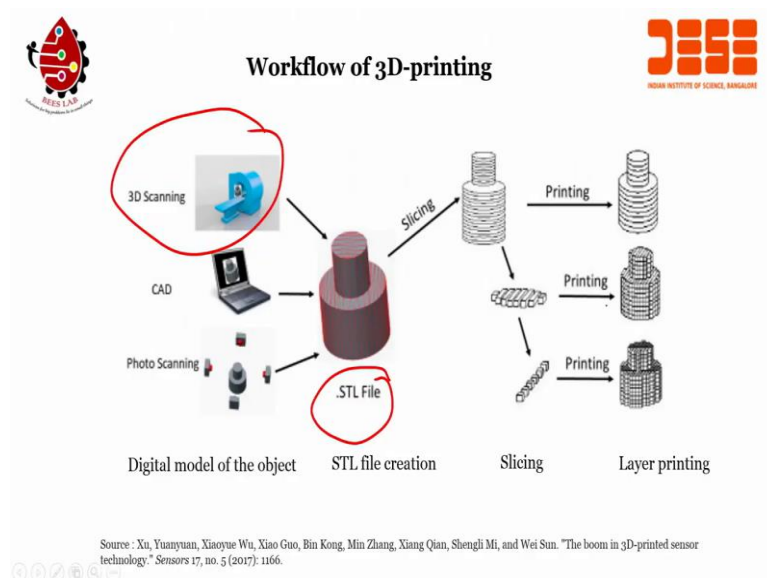 Workflow of 3D-printing
BEES LAB
INDIAN INSTITUTE OF SCIENCE, BANGALORE
3D Scanning
CAD
Photo Scanning
.STL File
Slicing
Printing
Printing
Printing
Digital model of the object
STL file creation
Slicing
Layer printing
Source : Xu, Yuanyuan, Xiaoyue Wu, Xiao Guo, Bin Kong, Min Zhang, Xiang Qian, Shengli Mi, and Wei Sun. "The boom in 3D-printed sensor
technology." Sensors 17, no. 5 (2017): 1166.